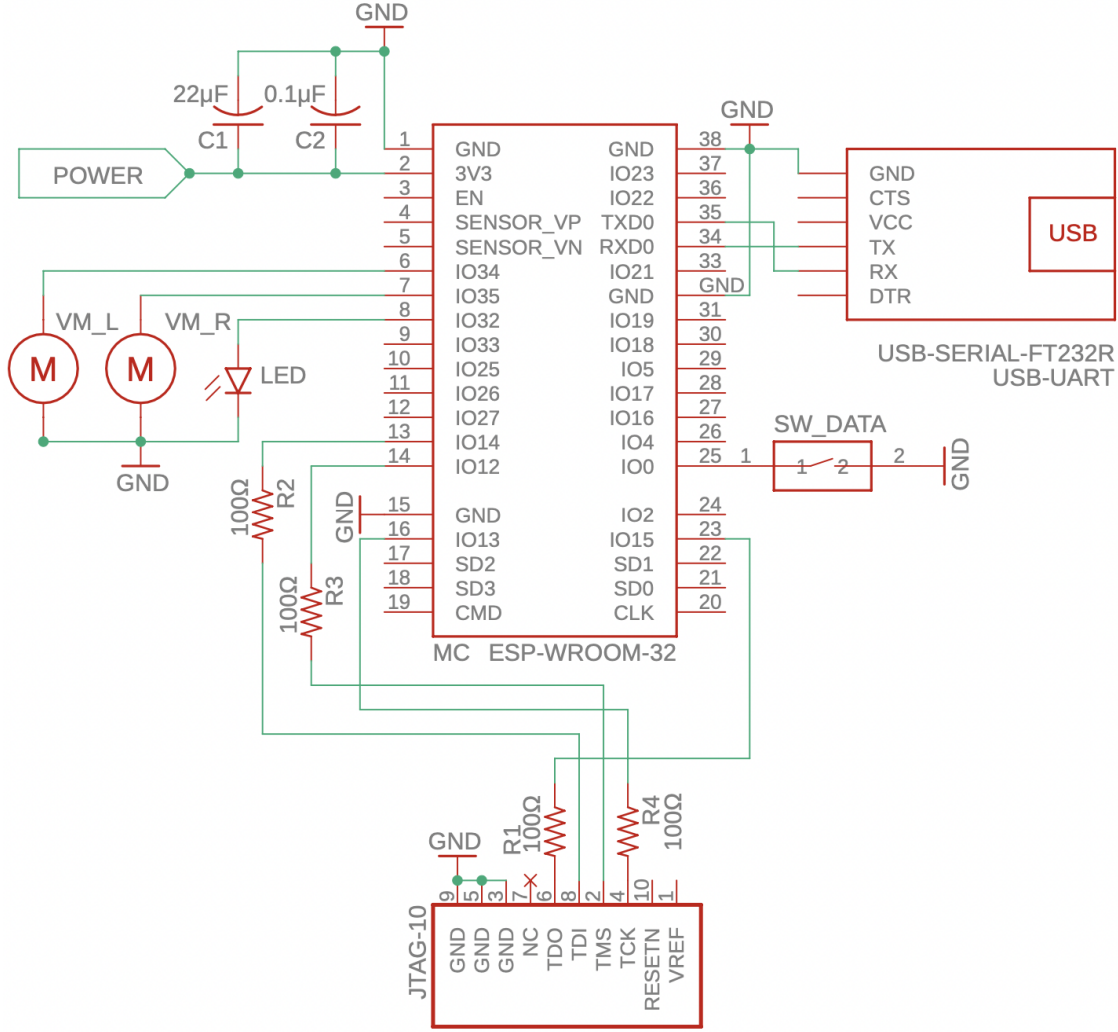 GND
22µF 0.1µF
C1 C2
POWER
1 GND
2 3V3
3 EN
4 SENSOR_VP
5 SENSOR_VN
6 IO34
7 IO35
8 IO32
9 IO33
10 IO25
11 IO26
12 IO27
13 IO14
14 IO12
GND 15 GND
16 IO13
17 SD2
18 SD3
19 CMD
GND
GND 38
IO23 37
IO22 36
TXD0 35
RXD0 34
IO21 33
GND GND
IO19 31
IO18 30
IO5 29
IO17 28
IO16 27
IO4 26
IO0 25
IO2 24
IO15 23
SD1 22
SD0 21
CLK 20
MC ESP-WROOM-32
GND
CTS
VCC
TX
RX
DTR
USB
USB-SERIAL-FT232R
USB-UART
SW_DATA
1 1 2 2 GND
VM_L VM_R
M M
LED
GND
100Ω R2
100Ω R3
R1 100Ω
R4 100Ω
GND
9 5 3 7 6 8 2 4 10 1
JTAG-10
GND
GND
GND
NC
TDO
TDI
TMS
TCK
RESETN
VREF